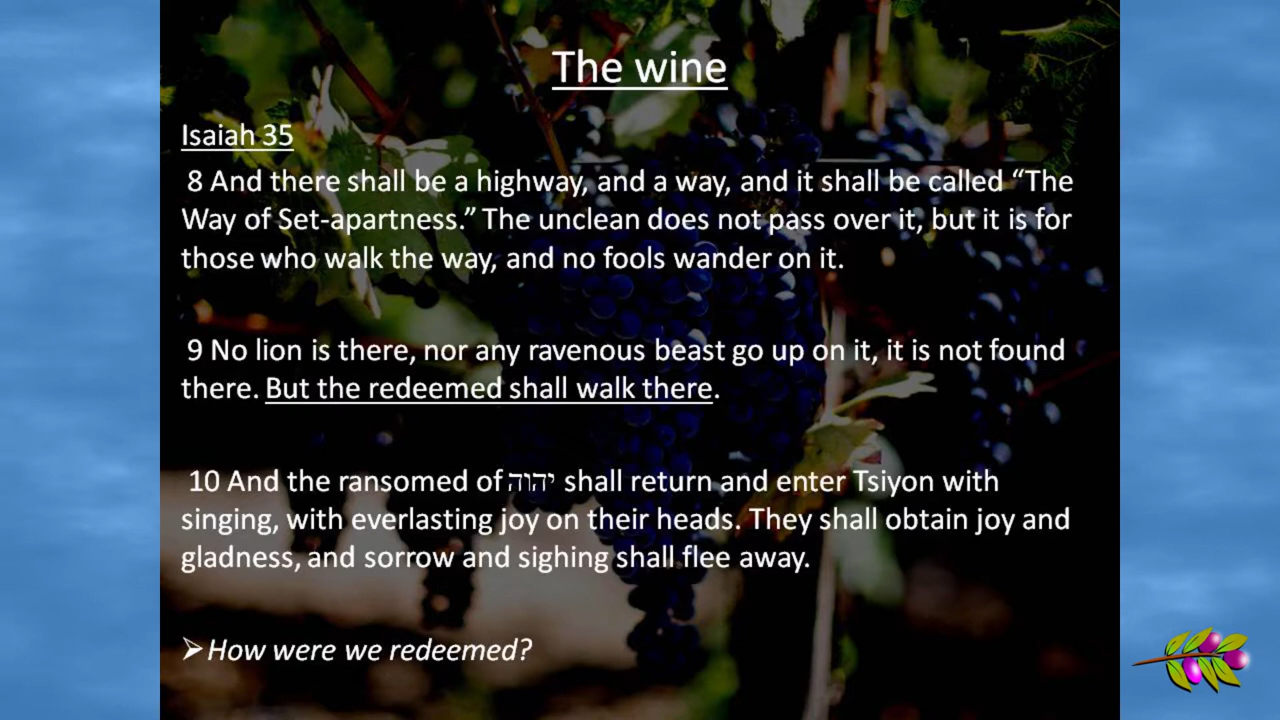 The wine
Isaiah 35
8 And there shall be a highway, and a way, and it shall be called “The
Way of Set-apartness.” The unclean does not pass over it, but it is for
those who walk the way, and no fools wander on it.
9 No lion is there, nor any ravenous beast go up on it, it is not found
there. But the redeemed shall walk there.
10 And the ransomed of יהוה shall return and enter Tsiyon with
singing, with everlasting joy on their heads. They shall obtain joy and
gladness, and sorrow and sighing shall flee away.
➢How were we redeemed?